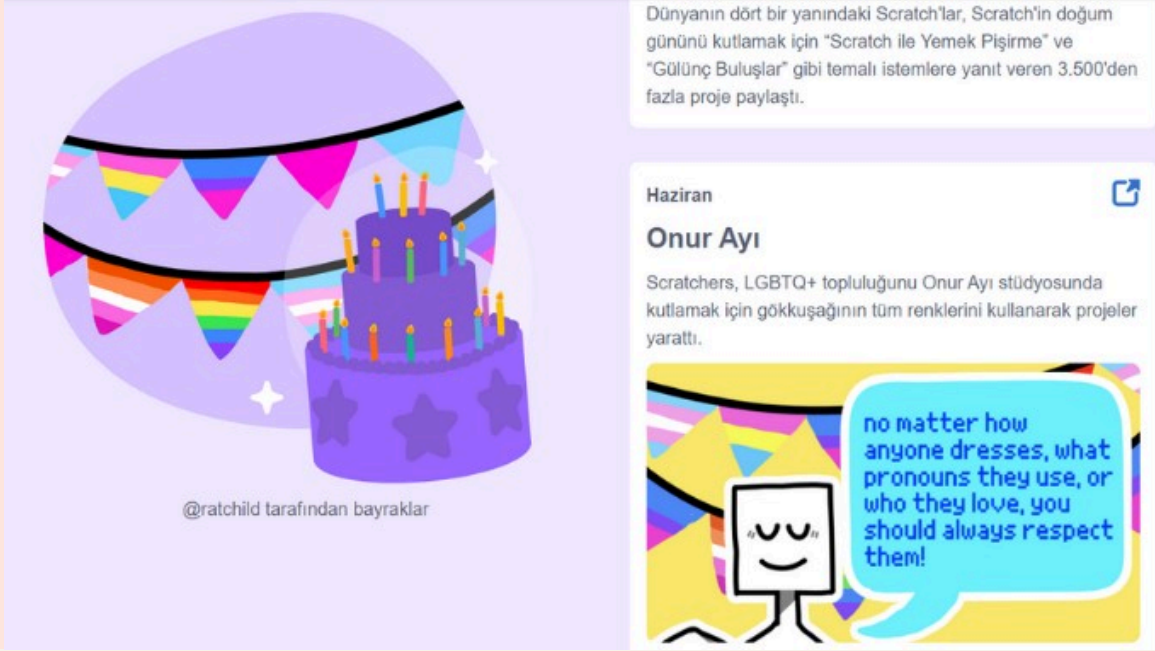 Dünyanın dört bir yanındaki Scratch'lar, Scratch'in doğum
gününü kutlamak için “Scratch ile Yemek Pişirme” ve
“Gülünç Buluşlar” gibi temalı istemlere yanıt veren 3.500'den
fazla proje paylaştı.
Haziran
Onur Ayı
Scratchers, LGBTQ+ topluluğunu Onur Ayı stüdyosunda
kutlamak için gökkuşağının tüm renklerini kullanarak projeler
yarattı.
no matter how
anyone dresses, what
pronouns they use, or
who they love, you
should always respect
them!
@ratchild tarafından bayraklar